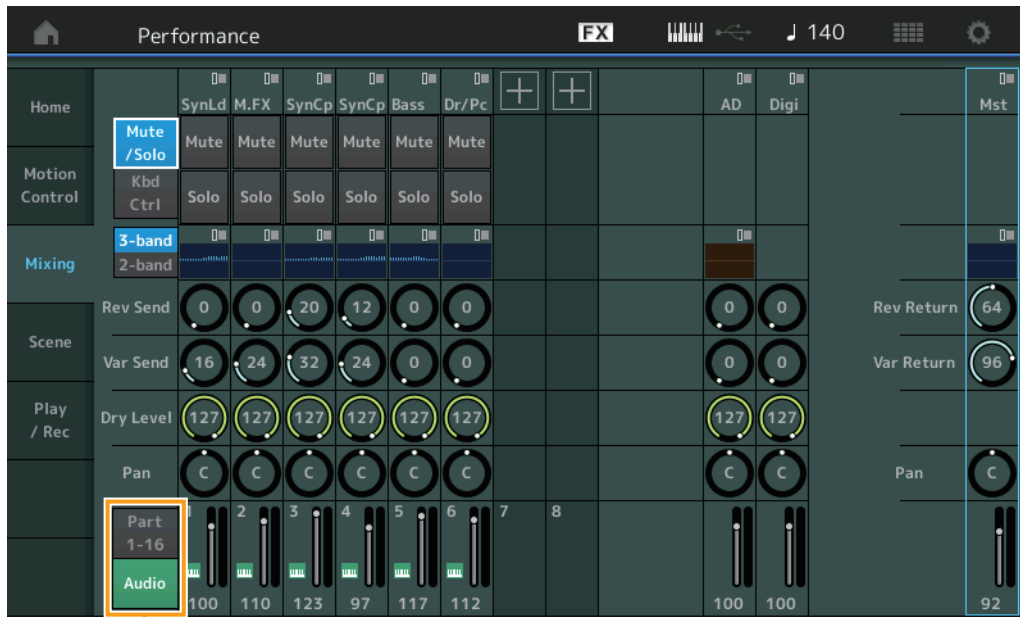 Performance
FX
140
Home
Motion
Control
Mixing
Scene
Play
/ Rec
SynLd M.FX SynCp SynCp Bass Dr/Pc AD Digi Mst
Mute
/Solo
Mute Mute Mute Mute Mute Mute
Kbd
Ctrl
Solo Solo Solo Solo Solo Solo
3-band
2-band
Rev Send 0 0 20 12 0 0 0 0 Rev Return 64
Var Send 16 24 32 24 0 0 0 0 Var Return 96
Dry Level 127 127 127 127 127 127 127 127
Pan C C C C C C C C Pan C
Part
1-16
Audio
1 2 3 4 5 6 7 8
100 110 123 97 117 112 100 100 92